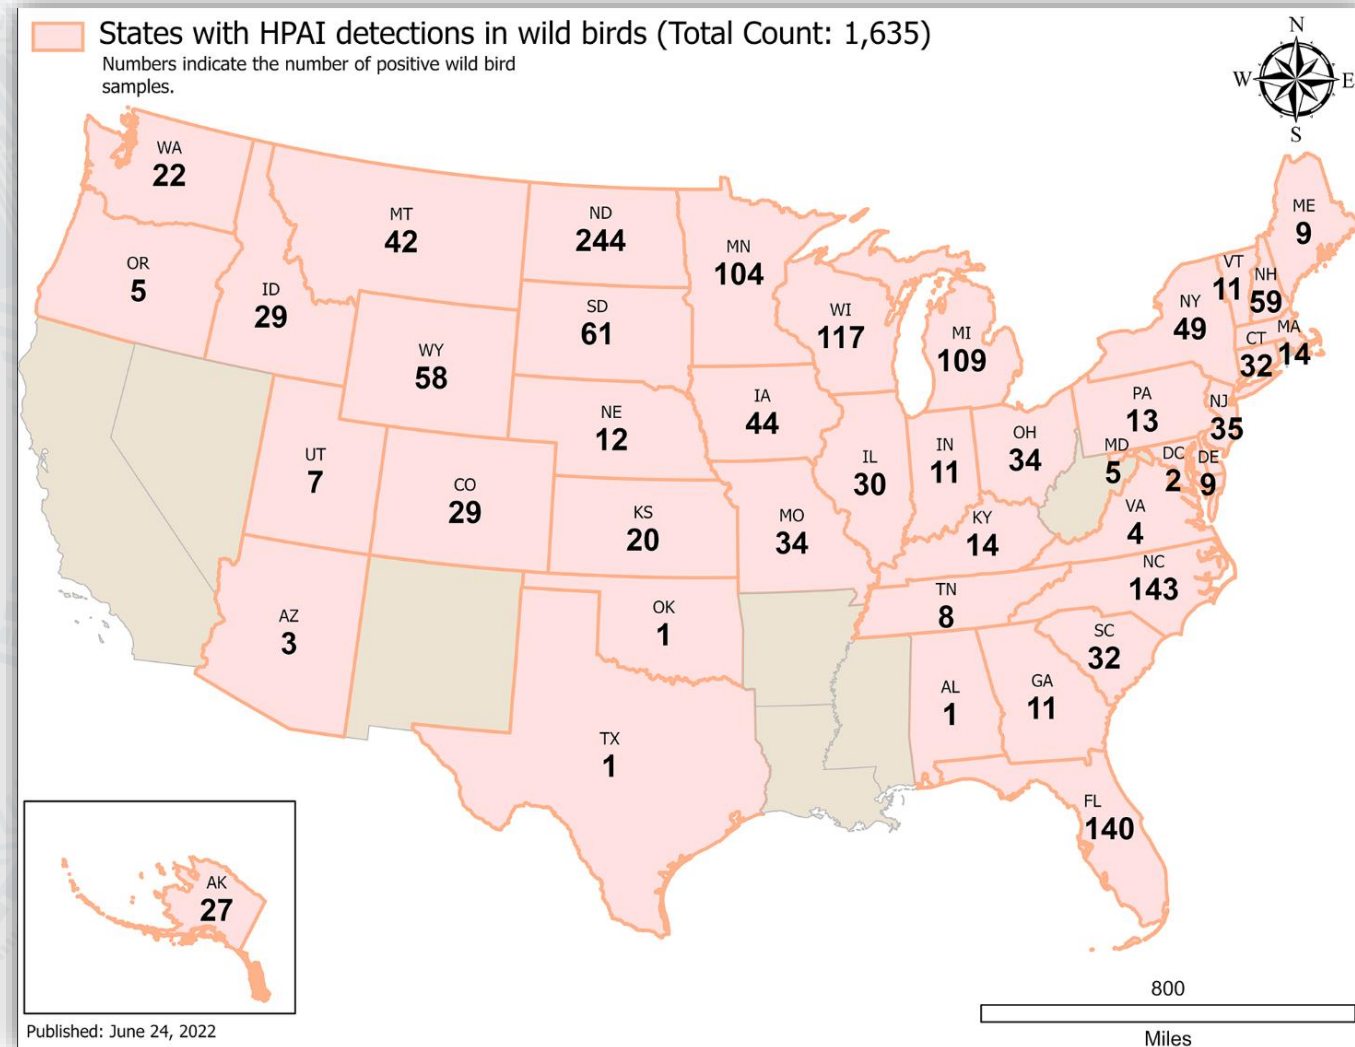 States with HPAI detections in wild birds (Total Count: 1,635)
Numbers indicate the number of positive wild bird
samples.
N
W
E
S
WA
22
OR
5
ID
29
MT
42
ND
244
MN
104
SD
61
WY
58
WI
117
MI
109
ME
9
VT
11
NH
59
NY
49
MA
14
CT
32
NE
12
IA
44
PA
13
NJ
35
UT
7
CO
29
KS
20
MO
34
IL
30
IN
11
OH
34
MD
5
DC
2
DE
9
VA
4
KY
14
NC
143
TN
8
AZ
3
OK
1
SC
32
AL
1
GA
11
TX
1
FL
140
AK
27
Published: June 24, 2022
800
Miles